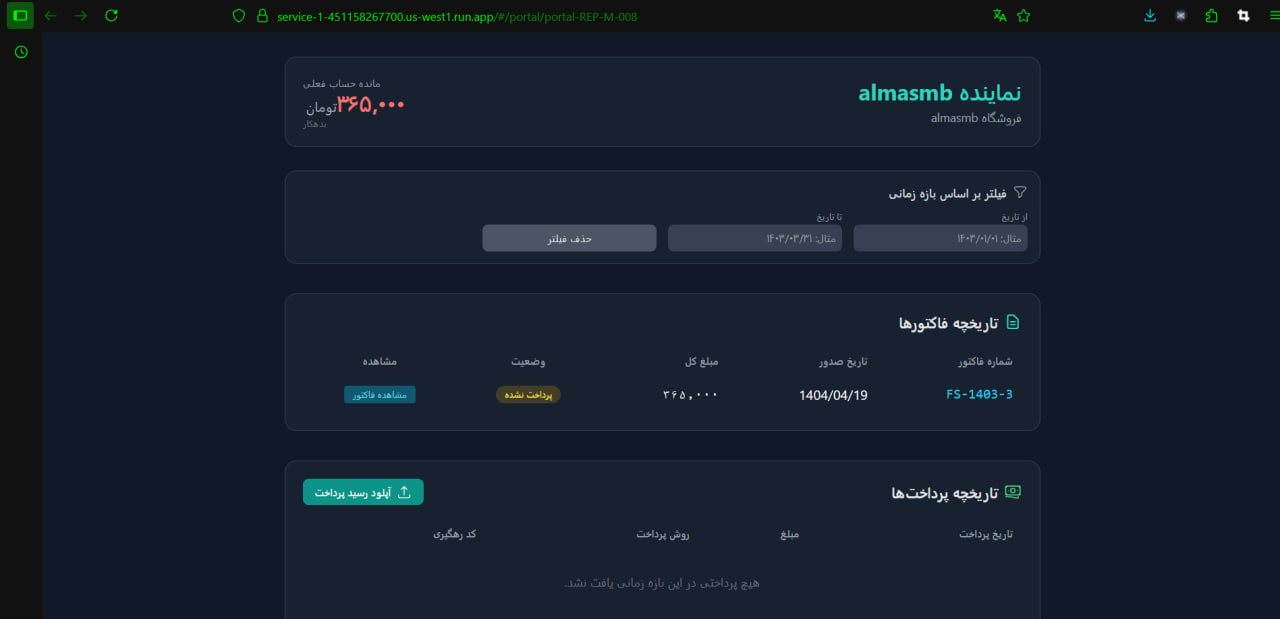 service-1-451158267700.us-west1.run.app/#/portal/portal-REP-M-008
نماینده almasmb
فروشگاه almasmb
مانده حساب فعلی
۳۶۵,۰۰۰تومان
بدهکار
فیلتر بر اساس بازه زمانی
از تاریخ
تا تاریخ
مثال: ۱۴۰۳/۰۱/۰۱
مثال: ۱۴۰۳/۰۳/۳۱
حذف فیلتر
تاریخچه فاکتورها
شماره فاکتور تاریخ صدور مبلغ کل وضعیت مشاهده
FS-1403-3 1404/04/19 ۳۶۵,۰۰۰ پرداخت نشده مشاهده فاکتور
تاریخچه پرداخت‌ها
آپلود رسید پرداخت
تاریخ پرداخت مبلغ روش پرداخت کد رهگیری
هیچ پرداختی در این بازه زمانی یافت نشد.